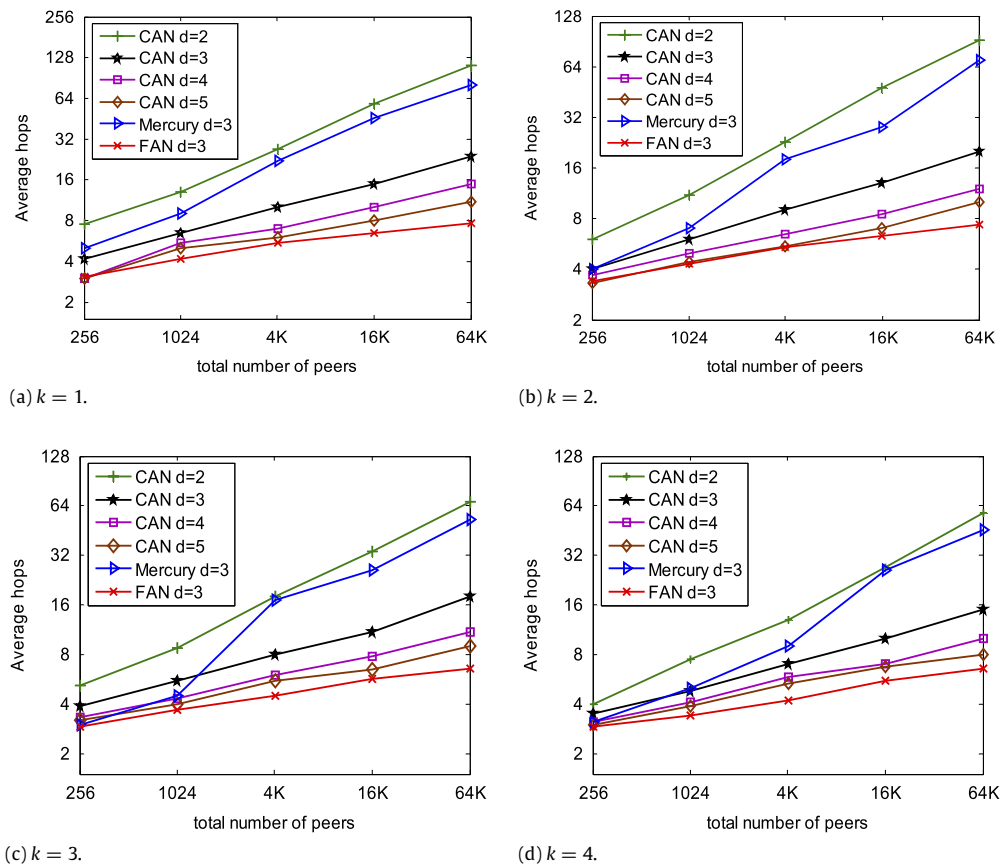 256
128
64
32
16
8
4
2
Average hops
CAN d=2
CAN d=3
CAN d=4
CAN d=5
Mercury d=3
FAN d=3
256
1024
4K
16K
64K
total number of peers
(a) k = 1.
128
64
32
16
8
4
2
Average hops
CAN d=2
CAN d=3
CAN d=4
CAN d=5
Mercury d=3
FAN d=3
256
1024
4K
16K
64K
total number of peers
(b) k = 2.
128
64
32
16
8
4
2
Average hops
CAN d=2
CAN d=3
CAN d=4
CAN d=5
Mercury d=3
FAN d=3
256
1024
4K
16K
64K
total number of peers
(c) k = 3.
128
64
32
16
8
4
2
Average hops
CAN d=2
CAN d=3
CAN d=4
CAN d=5
Mercury d=3
FAN d=3
256
1024
4K
16K
64K
total number of peers
(d) k = 4.